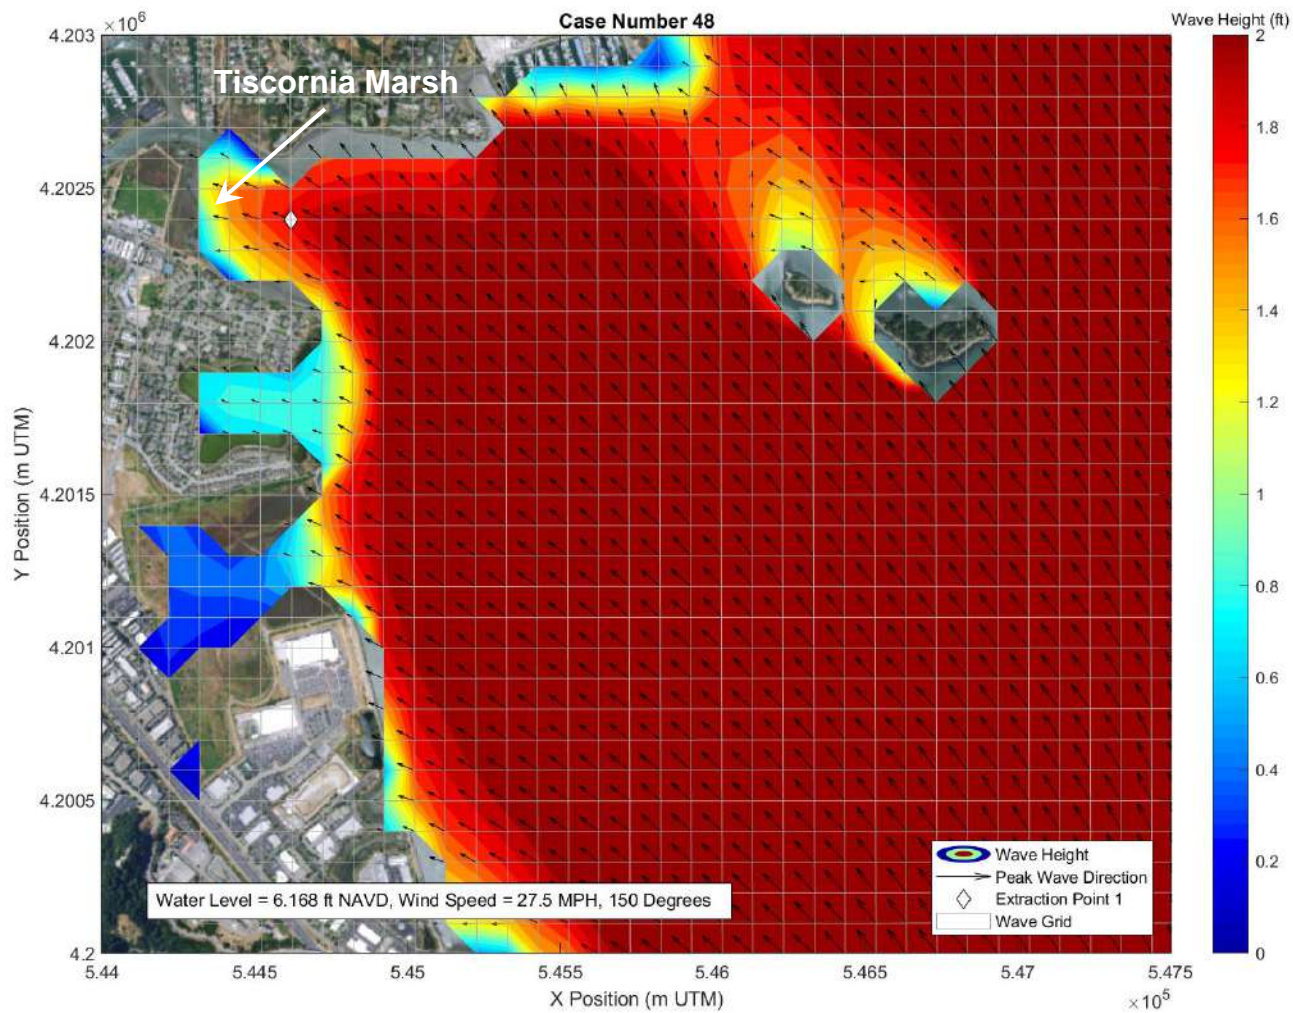 Case Number 48
×10⁶
Wave Height (ft)
4.203
4.2025
4.202
4.2015
4.201
4.2005
4.2
Y Position (m UTM)
Tiscornia Marsh
2
1.8
1.6
1.4
1.2
1
0.8
0.6
0.4
0.2
0
Wave Height
Peak Wave Direction
Extraction Point 1
Wave Grid
Water Level = 6.168 ft NAVD, Wind Speed = 27.5 MPH, 150 Degrees
5.44
5.445
5.45
5.455
5.46
5.465
5.47
5.475
X Position (m UTM)
×10⁵